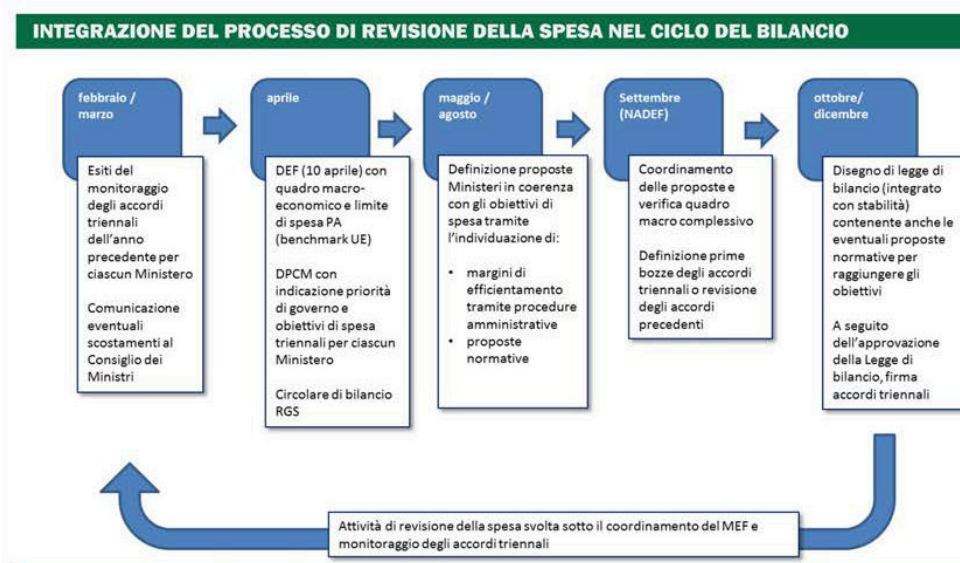 INTEGRAZIONE DEL PROCESSO DI REVISIONE DELLA SPESA NEL CICLO DEL BILANCIO
febbraio /
marzo
Esiti del
monitoraggio
degli accordi
triennali
dell'anno
precedente per
ciascun Ministero
Comunicazione
eventuali
scostamenti al
Consiglio dei
Ministri
aprile
DEF (10 aprile) con
quadro macro-
economico e limite
di spesa PA
(benchmark UE)
DPCM con
indicazione priorità
di governo e
obiettivi di spesa
triennali per ciascun
Ministero
Circolare di bilancio
RGS
maggio /
agosto
Definizione proposte
Ministeri in coerenza
con gli obiettivi di
spesa tramite
l'individuazione di:
• margini di
efficientamento
tramite procedure
amministrative
• proposte
normative
Settembre
(NADEF)
Coordinamento
delle proposte e
verifica quadro
macro complessivo
Definizione prime
bozze degli accordi
triennali o revisione
degli accordi
precedenti
ottobre/
dicembre
Disegno di legge di
bilancio (integrato
con stabilità)
contenente anche le
eventuali proposte
normative per
raggiungere gli
obiettivi
A seguito
dell'approvazione
della Legge di
bilancio, firma
accordi triennali
Attività di revisione della spesa svolta sotto il coordinamento del MEF e
monitoraggio degli accordi triennali